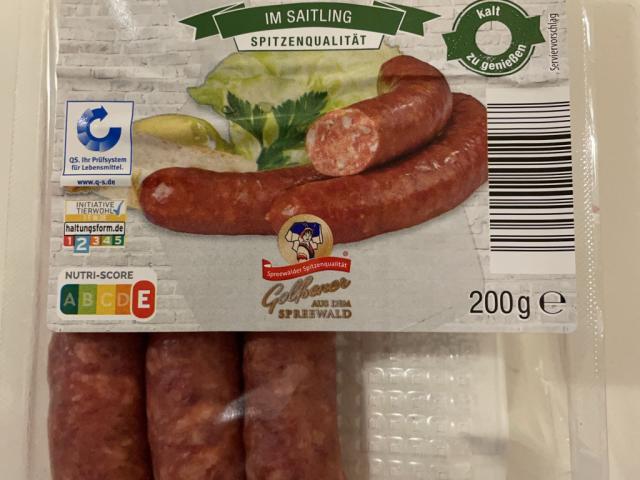 IM SAITLING
SPITZENQUALITÄT
kalt
zu genießen
Serviervorschlag
QS. Ihr Prüfsystem
für Lebensmittel.
www.q-s.de
INITIATIVE
TIERWOHL
haltungsform.de
1 2 3 4 5
NUTRI-SCORE
A B C D E
Spreewälder Spitzenqualität
Golßener
AUS DEM
SPREEWALD
200g e